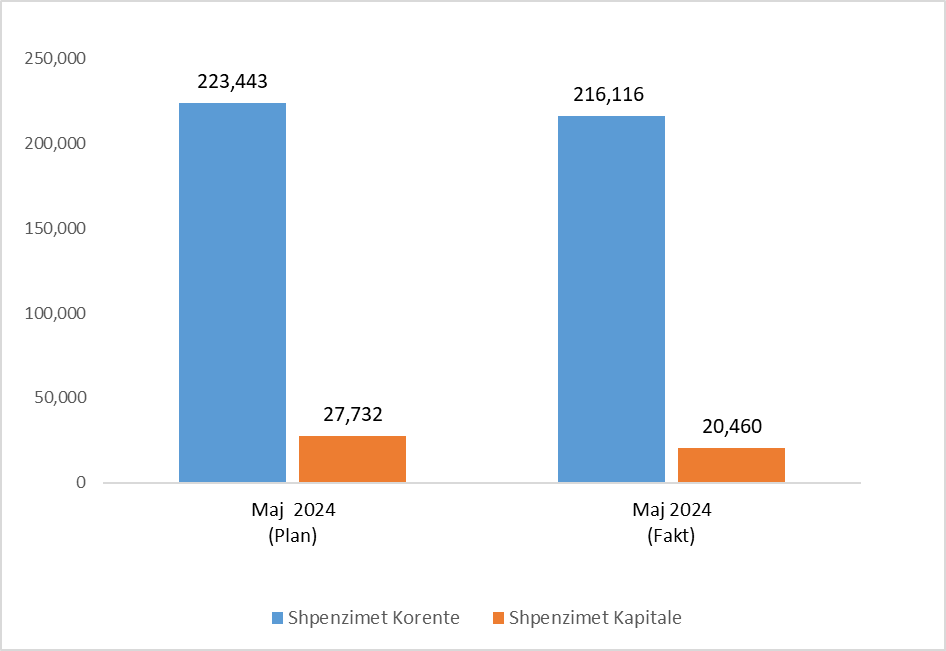 250,000
223,443
216,116
200,000
150,000
100,000
50,000
27,732
20,460
0
Maj 2024
(Plan)
Maj 2024
(Fakt)
Shpenzimet Korente
Shpenzimet Kapitale